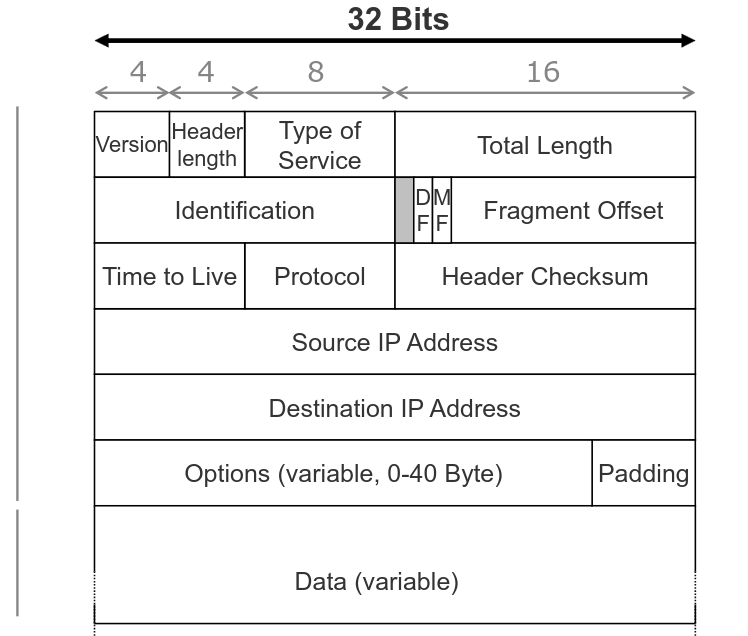 32 Bits
4 4 8 16
Version Header length Type of Service Total Length
Identification DF MF Fragment Offset
Time to Live Protocol Header Checksum
Source IP Address
Destination IP Address
Options (variable, 0-40 Byte) Padding
Data (variable)